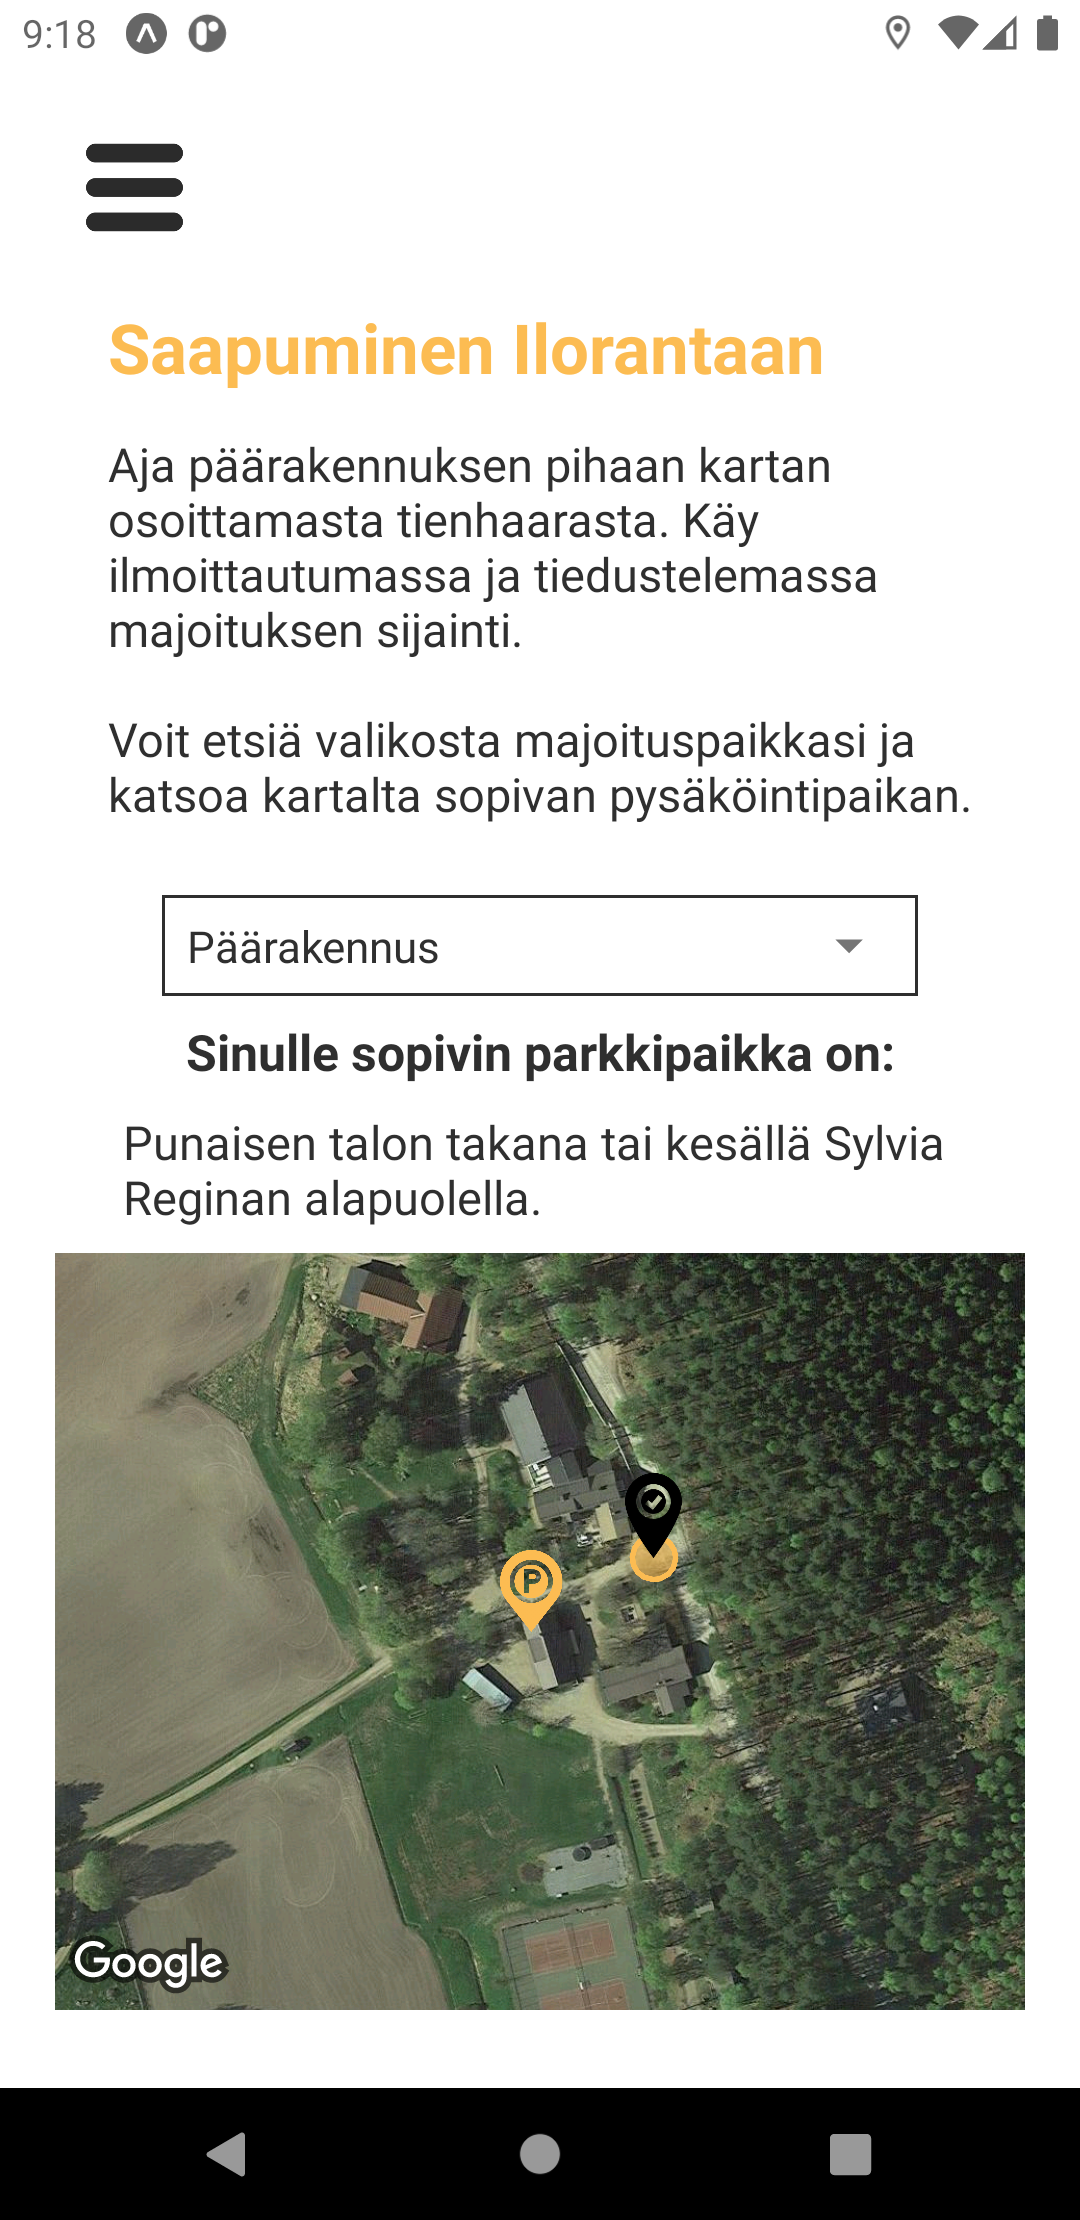 9:18
Saapuminen Ilorantaan
Aja päärakennuksen pihaan kartan
osoittamasta tienhaarasta. Käy
ilmoittautumassa ja tiedustelemassa
majoituksen sijainti.
Voit etsiä valikosta majoituspaikkasi ja
katsoa kartalta sopivan pysäköintipaikan.
Päärakennus
Sinulle sopivin parkkipaikka on:
Punaisen talon takana tai kesällä Sylvia
Reginan alapuolella.
P
Google